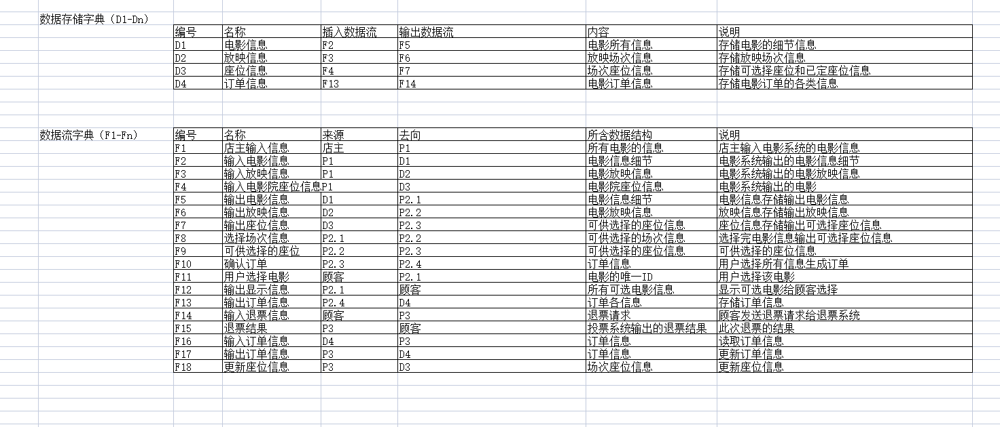 数据存储字典（D1-Dn）
编号 名称 插入数据流 输出数据流 内容 说明
D1 电影信息 F2 F5 电影所有信息 存储电影的细节信息
D2 放映信息 F3 F6 放映场次信息 存储放映场次信息
D3 座位信息 F4 F7 场次座位信息 存储可选择座位和已定座位信息
D4 订单信息 F13 F14 电影订单信息 存储电影订单的各类信息
数据流字典（F1-Fn） 编号 名称 来源 去向 所含数据结构 说明
F1 店主输入信息 店主 P1 所有电影的信息 店主输入电影系统的电影信息
F2 输入电影信息 P1 D1 电影信息细节 电影系统输出的电影信息细节
F3 输入放映信息 P1 D2 电影放映信息 电影系统输出的电影放映信息
F4 输入电影院座位信息 P1 D3 电影院座位信息 电影系统输出的电影
F5 输出电影信息 D1 P2.1 电影信息细节 电影信息存储输出电影信息
F6 输出放映信息 D2 P2.2 电影放映信息 放映信息存储输出放映信息
F7 输出座位信息 D3 P2.3 可供选择的座位信息 座位信息存储输出可选择座位信息
F8 选择场次信息 P2.1 P2.2 可供选择的场次信息 选择完电影信息输出可选择座位信息
F9 可供选择的座位 P2.2 P2.3 可供选择的座位信息 可供选择的座位信息
F10 确认订单 P2.3 P2.4 订单信息 用户选择所有信息生成订单
F11 用户选择电影 顾客 P2.1 电影的唯一ID 用户选择该电影
F12 输出显示信息 P2.1 顾客 所有可选电影信息 显示可选电影给顾客选择
F13 输出订单信息 P2.4 D4 订单各信息 存储订单信息
F14 输入退票信息 顾客 P3 退票请求 顾客发送退票请求给退票系统
F15 退票结果 P3 顾客 投票系统输出的退票结果 此次退票的结果
F16 输入订单信息 D4 P3 订单信息 读取订单信息
F17 输出订单信息 P3 D4 订单信息 更新订单信息
F18 更新座位信息 P3 D3 场次座位信息 更新座位信息